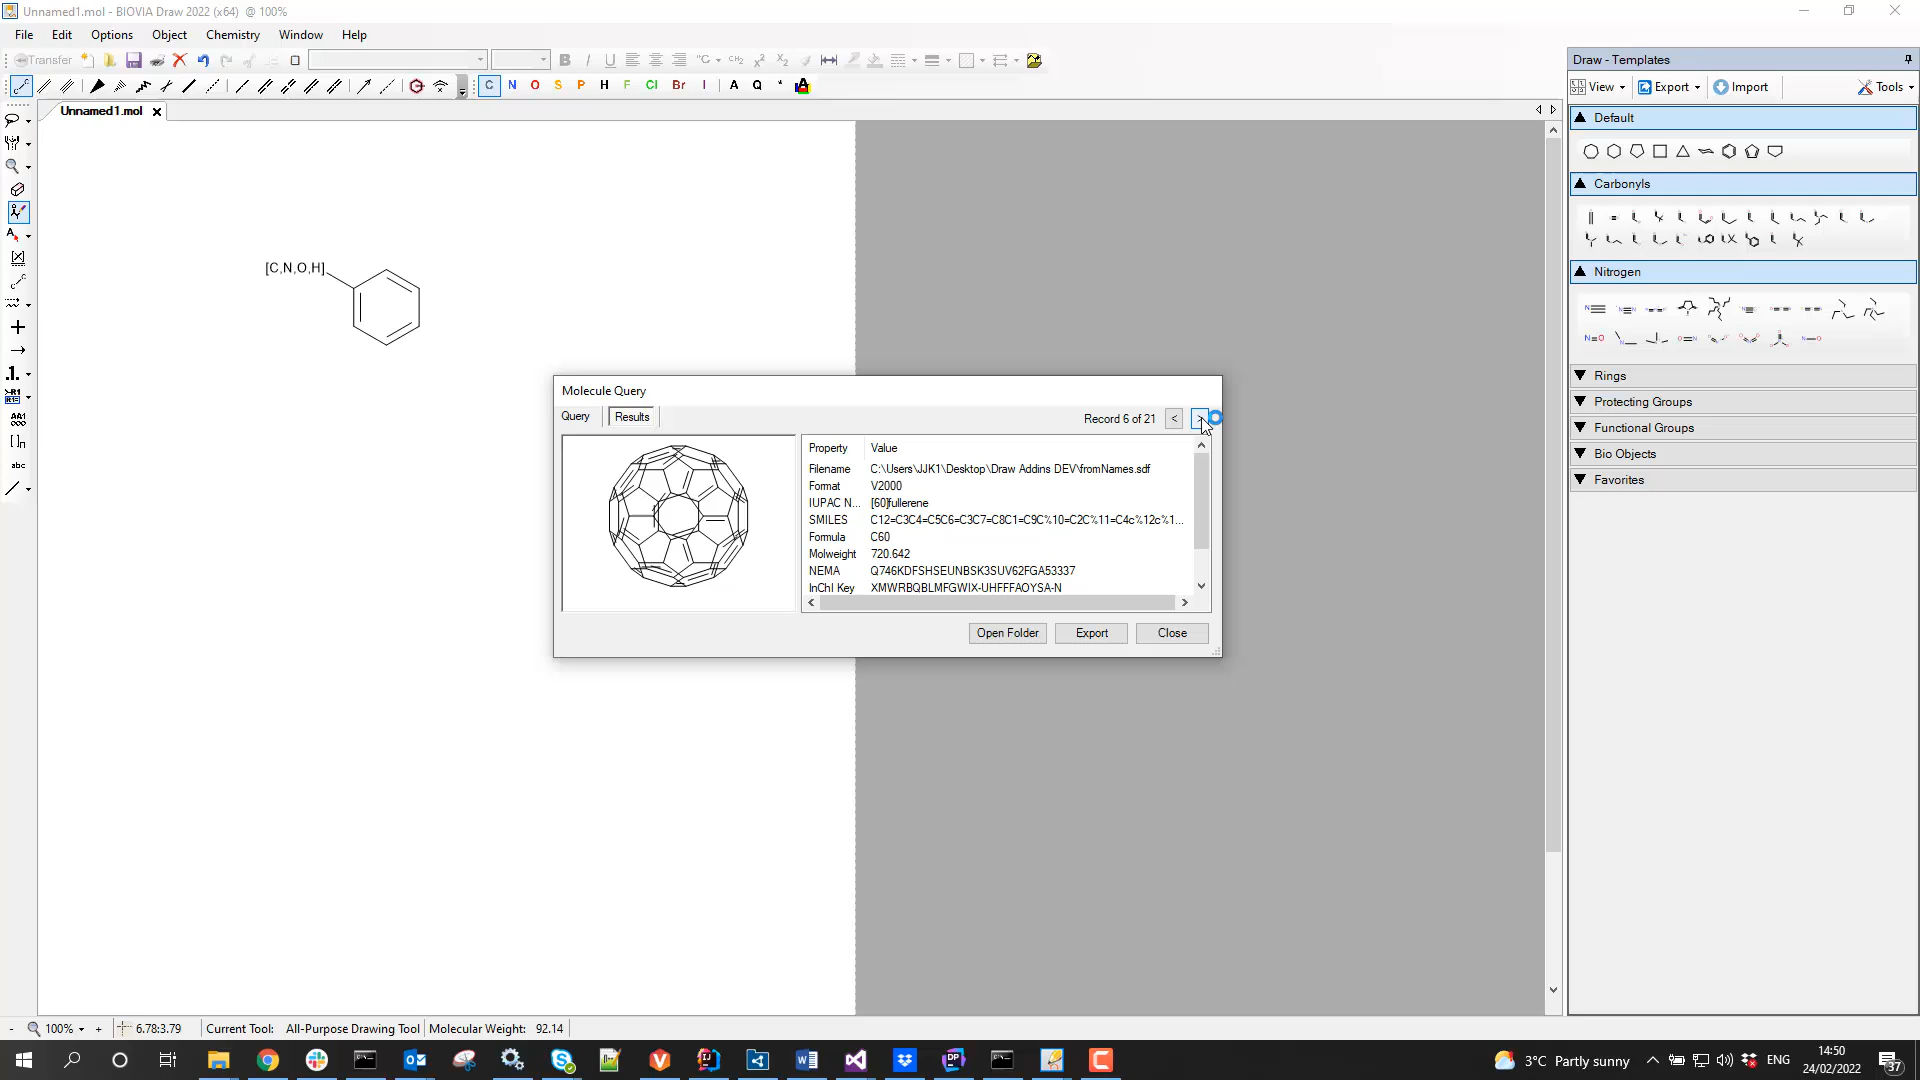 Unnamed1.mol - BIOVIA Draw 2022 (x64) @ 100%
File Edit Options Object Chemistry Window Help
Transfer
B I U
C N O S P H F Cl Br I A Q * A
Unnamed1.mol
[C,N,O,H]
Molecule Query
Query Results Record 6 of 21 < >
Property Value
Filename C:\Users\JJK1\Desktop\Draw Addins DEV\fromNames.sdf
Format V2000
IUPAC N... [60]fullerene
SMILES C12=C3C4=C5C6=C3C7=C8C1=C9C%10=C2C%11=C4c%12c%1...
Formula C60
Molweight 720.642
NEMA Q746KDFSHSEUNBSK3SUV62FGA53337
InChI Key XMWRBQBLMFGWIX-UHFFFAOYSA-N
Open Folder Export Close
Draw - Templates
View Export Import Tools
Default
Carbonyls
Nitrogen
Rings
Protecting Groups
Functional Groups
Bio Objects
Favorites
- 100% + 6.78:3.79 Current Tool: All-Purpose Drawing Tool Molecular Weight: 92.14
3°C Partly sunny ENG
14:50
24/02/2022
37